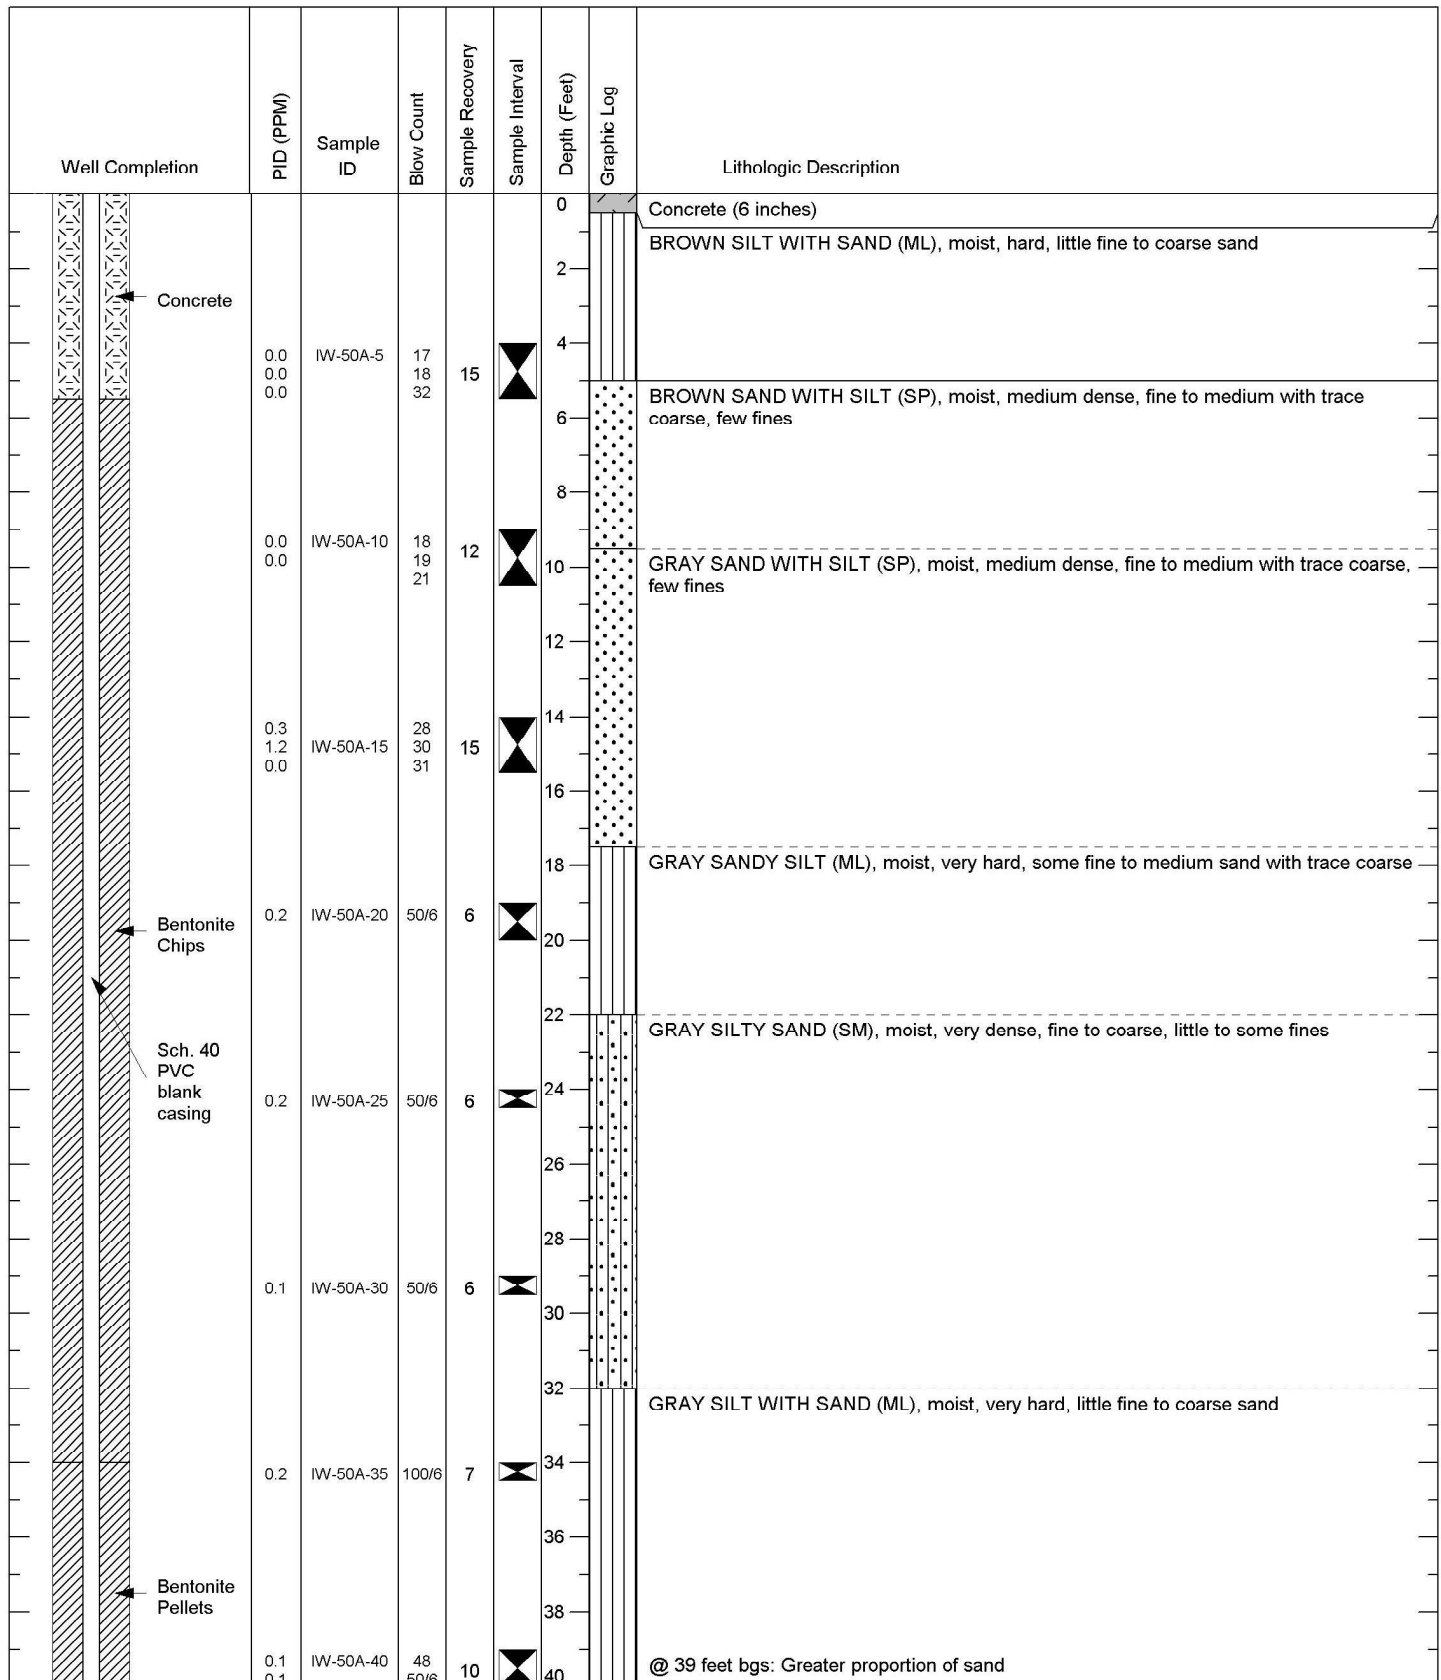 Well Completion
PID (PPM)
Sample
ID
Blow Count
Sample Recovery
Sample Interval
Depth (Feet)
Graphic Log
Lithologic Description
0
Concrete (6 inches)
BROWN SILT WITH SAND (ML), moist, hard, little fine to coarse sand
2
Concrete
4
0.0 IW-50A-5 17
0.0 18 15
0.0 32
BROWN SAND WITH SILT (SP), moist, medium dense, fine to medium with trace
coarse, few fines
6
8
0.0 IW-50A-10 18
0.0 19 12
21
GRAY SAND WITH SILT (SP), moist, medium dense, fine to medium with trace coarse,
few fines
10
12
14
0.3 28
1.2 IW-50A-15 30 15
0.0 31
16
GRAY SANDY SILT (ML), moist, very hard, some fine to medium sand with trace coarse
18
0.2 IW-50A-20 50/6 6
Bentonite
Chips
20
22
GRAY SILTY SAND (SM), moist, very dense, fine to coarse, little to some fines
Sch. 40
PVC
blank
casing
24
0.2 IW-50A-25 50/6 6
26
28
0.1 IW-50A-30 50/6 6
30
32
GRAY SILT WITH SAND (ML), moist, very hard, little fine to coarse sand
34
0.2 IW-50A-35 100/6 7
36
Bentonite
Pellets
38
0.1 IW-50A-40 48
0.1 50/6 10
40
@ 39 feet bgs: Greater proportion of sand